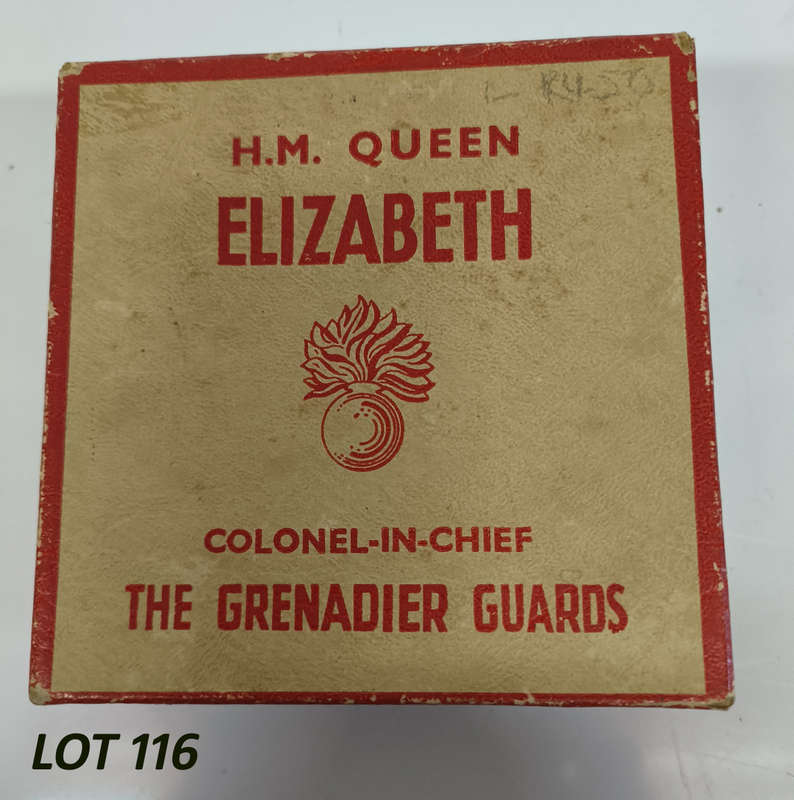 H.M. QUEEN
ELIZABETH
COLONEL-IN-CHIEF
THE GRENADIER GUARDS
LOT 116